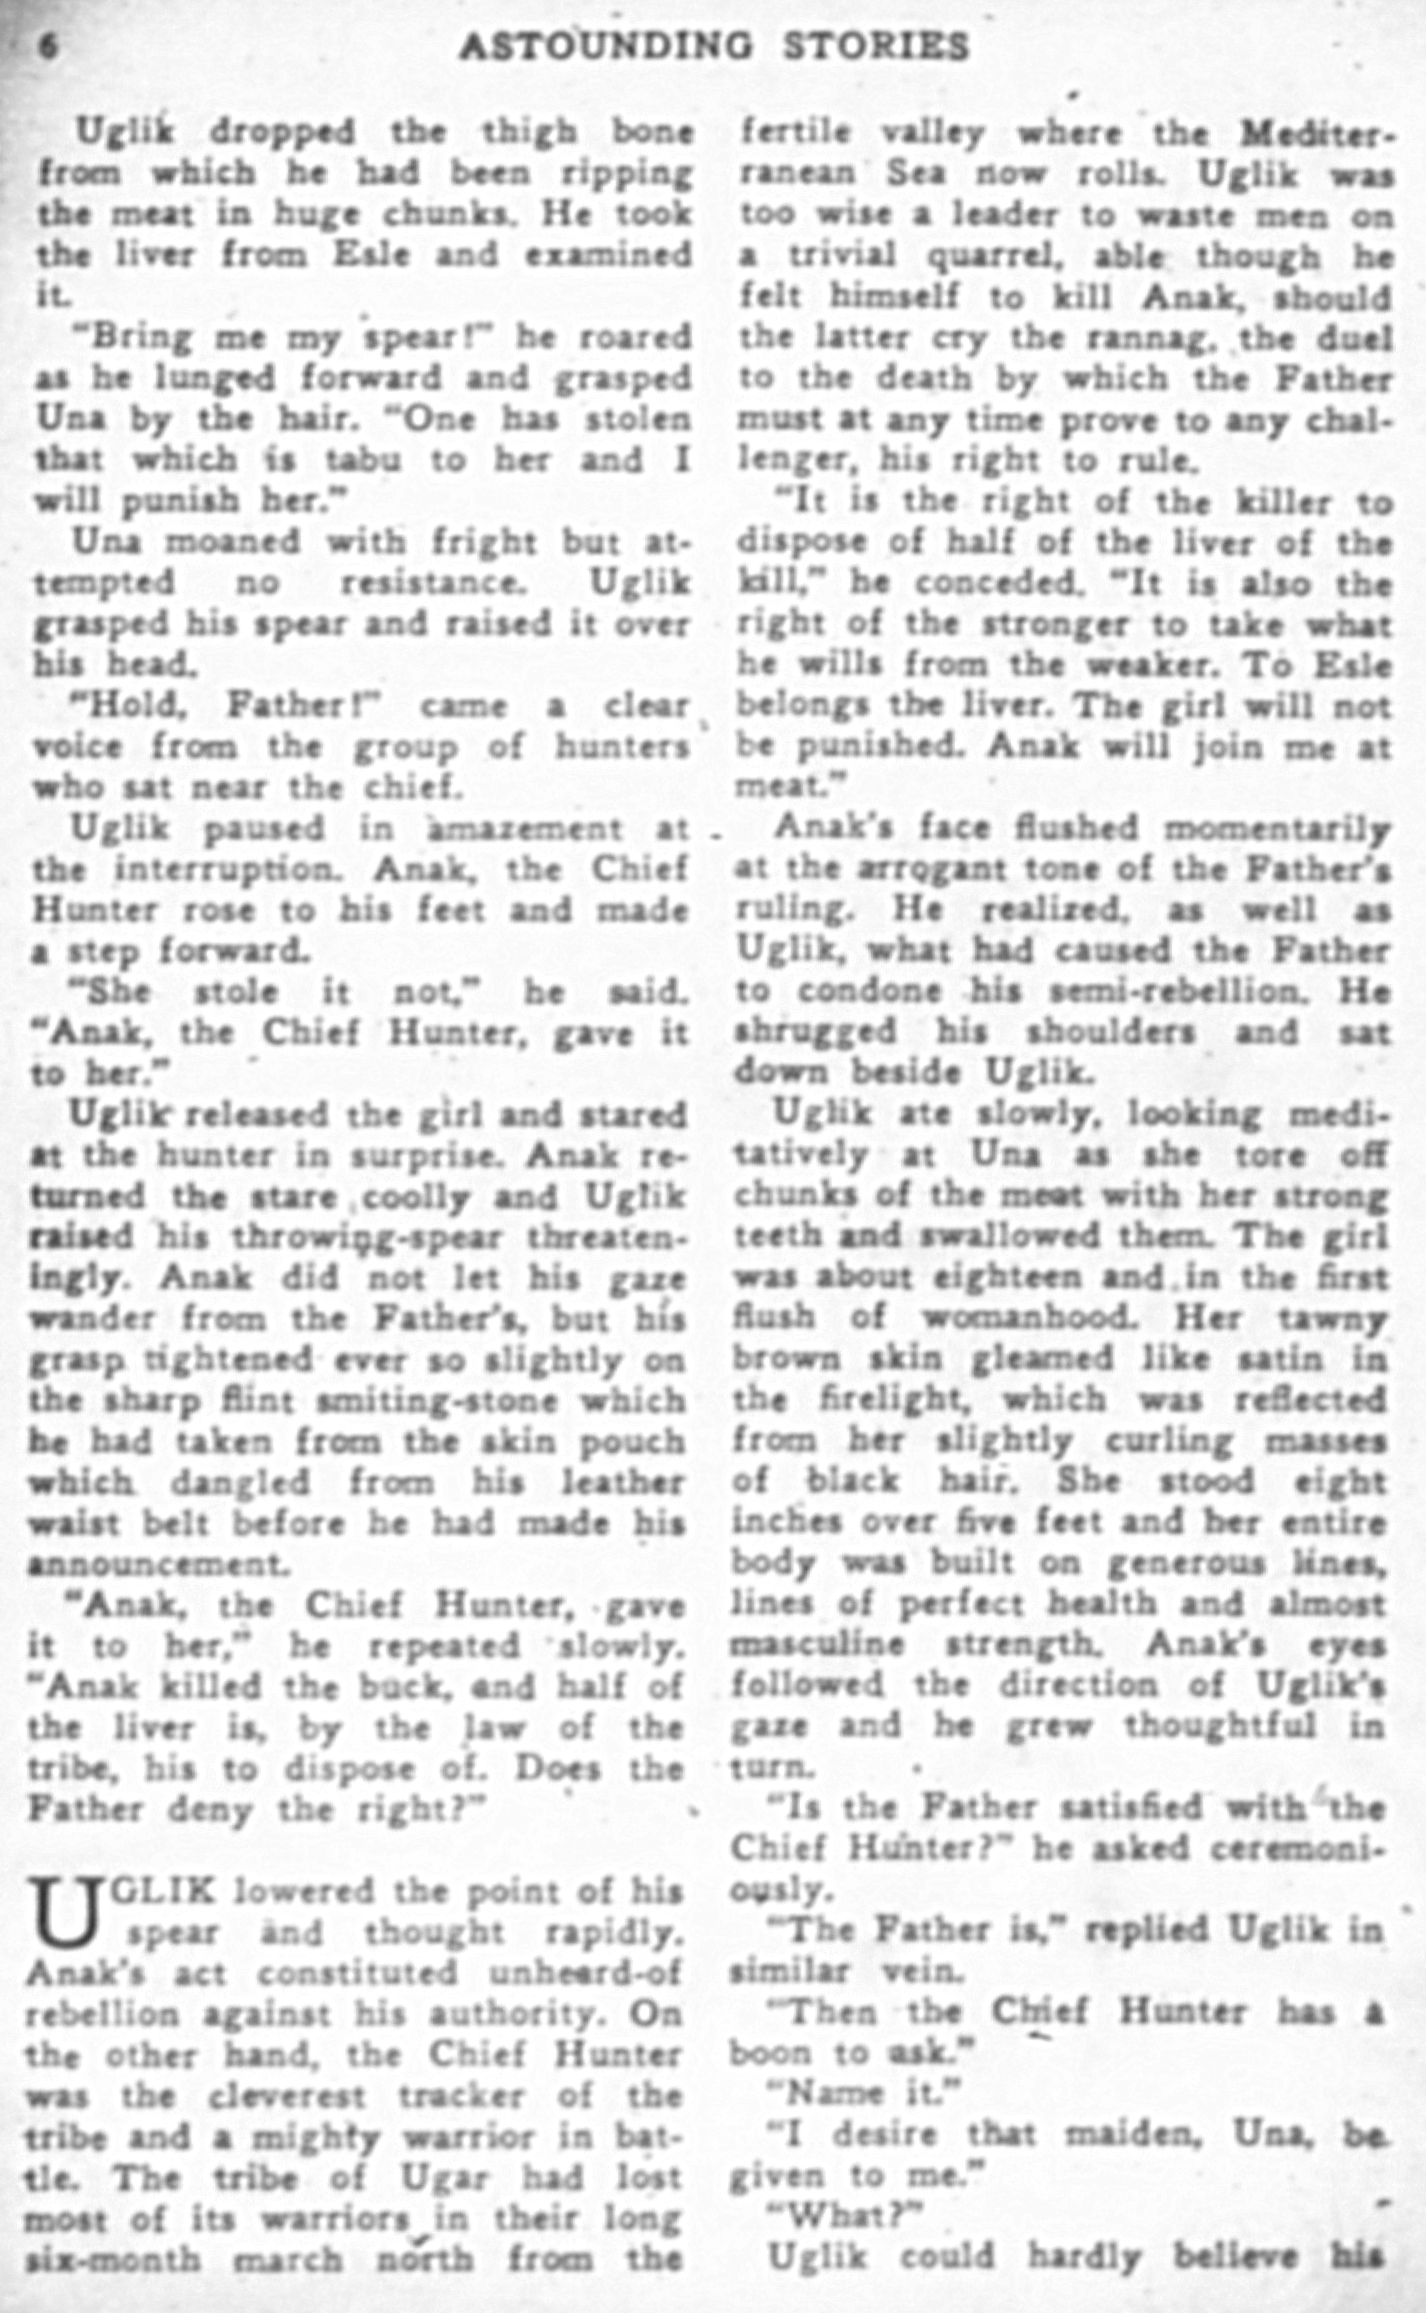 6
ASTOUNDING STORIES
Uglik dropped the thigh bone
from which he had been ripping
the meat in huge chunks. He took
the liver from Esle and examined
it.
"Bring me my spear!" he roared
as he lunged forward and grasped
Una by the hair. "One has stolen
that which is tabu to her and I
will punish her."
Una moaned with fright but at-
tempted no resistance. Uglik
grasped his spear and raised it over
his head.
"Hold, Father!" came a clear
voice from the group of hunters
who sat near the chief.
Uglik paused in amazement at
the interruption. Anak, the Chief
Hunter rose to his feet and made
a step forward.
"She stole it not," he said.
"Anak, the Chief Hunter, gave it
to her."
Uglik released the girl and stared
at the hunter in surprise. Anak re-
turned the stare coolly and Uglik
raised his throwing-spear threaten-
ingly. Anak did not let his gaze
wander from the Father's, but his
grasp tightened ever so slightly on
the sharp flint smiting-stone which
he had taken from the skin pouch
which dangled from his leather
waist belt before he had made his
announcement.
"Anak, the Chief Hunter, gave
it to her," he repeated slowly.
"Anak killed the buck, and half of
the liver is, by the law of the
tribe, his to dispose of. Does the
Father deny the right?"
UGLIK lowered the point of his
spear and thought rapidly.
Anak's act constituted unheard-of
rebellion against his authority. On
the other hand, the Chief Hunter
was the cleverest tracker of the
tribe and a mighty warrior in bat-
tle. The tribe of Ugar had lost
most of its warriors in their long
six-month march north from the
fertile valley where the Mediter-
ranean Sea now rolls. Uglik was
too wise a leader to waste men on
a trivial quarrel, able though he
felt himself to kill Anak, should
the latter cry the rannag, the duel
to the death by which the Father
must at any time prove to any chal-
lenger, his right to rule.
"It is the right of the killer to
dispose of half of the liver of the
kill," he conceded. "It is also the
right of the stronger to take what
he wills from the weaker. To Esle
belongs the liver. The girl will not
be punished. Anak will join me at
meat."
Anak's face flushed momentarily
at the arrogant tone of the Father's
ruling. He realized, as well as
Uglik, what had caused the Father
to condone his semi-rebellion. He
shrugged his shoulders and sat
down beside Uglik.
Uglik ate slowly, looking medi-
tatively at Una as she tore off
chunks of the meat with her strong
teeth and swallowed them. The girl
was about eighteen and in the first
flush of womanhood. Her tawny
brown skin gleamed like satin in
the firelight, which was reflected
from her slightly curling masses
of black hair. She stood eight
inches over five feet and her entire
body was built on generous lines,
lines of perfect health and almost
masculine strength. Anak's eyes
followed the direction of Uglik's
gaze and he grew thoughtful in
turn.
"Is the Father satisfied with the
Chief Hunter?" he asked ceremoni-
ously.
"The Father is," replied Uglik in
similar vein.
"Then the Chief Hunter has a
boon to ask."
"Name it."
"I desire that maiden, Una, be
given to me."
"What?"
Uglik could hardly believe his